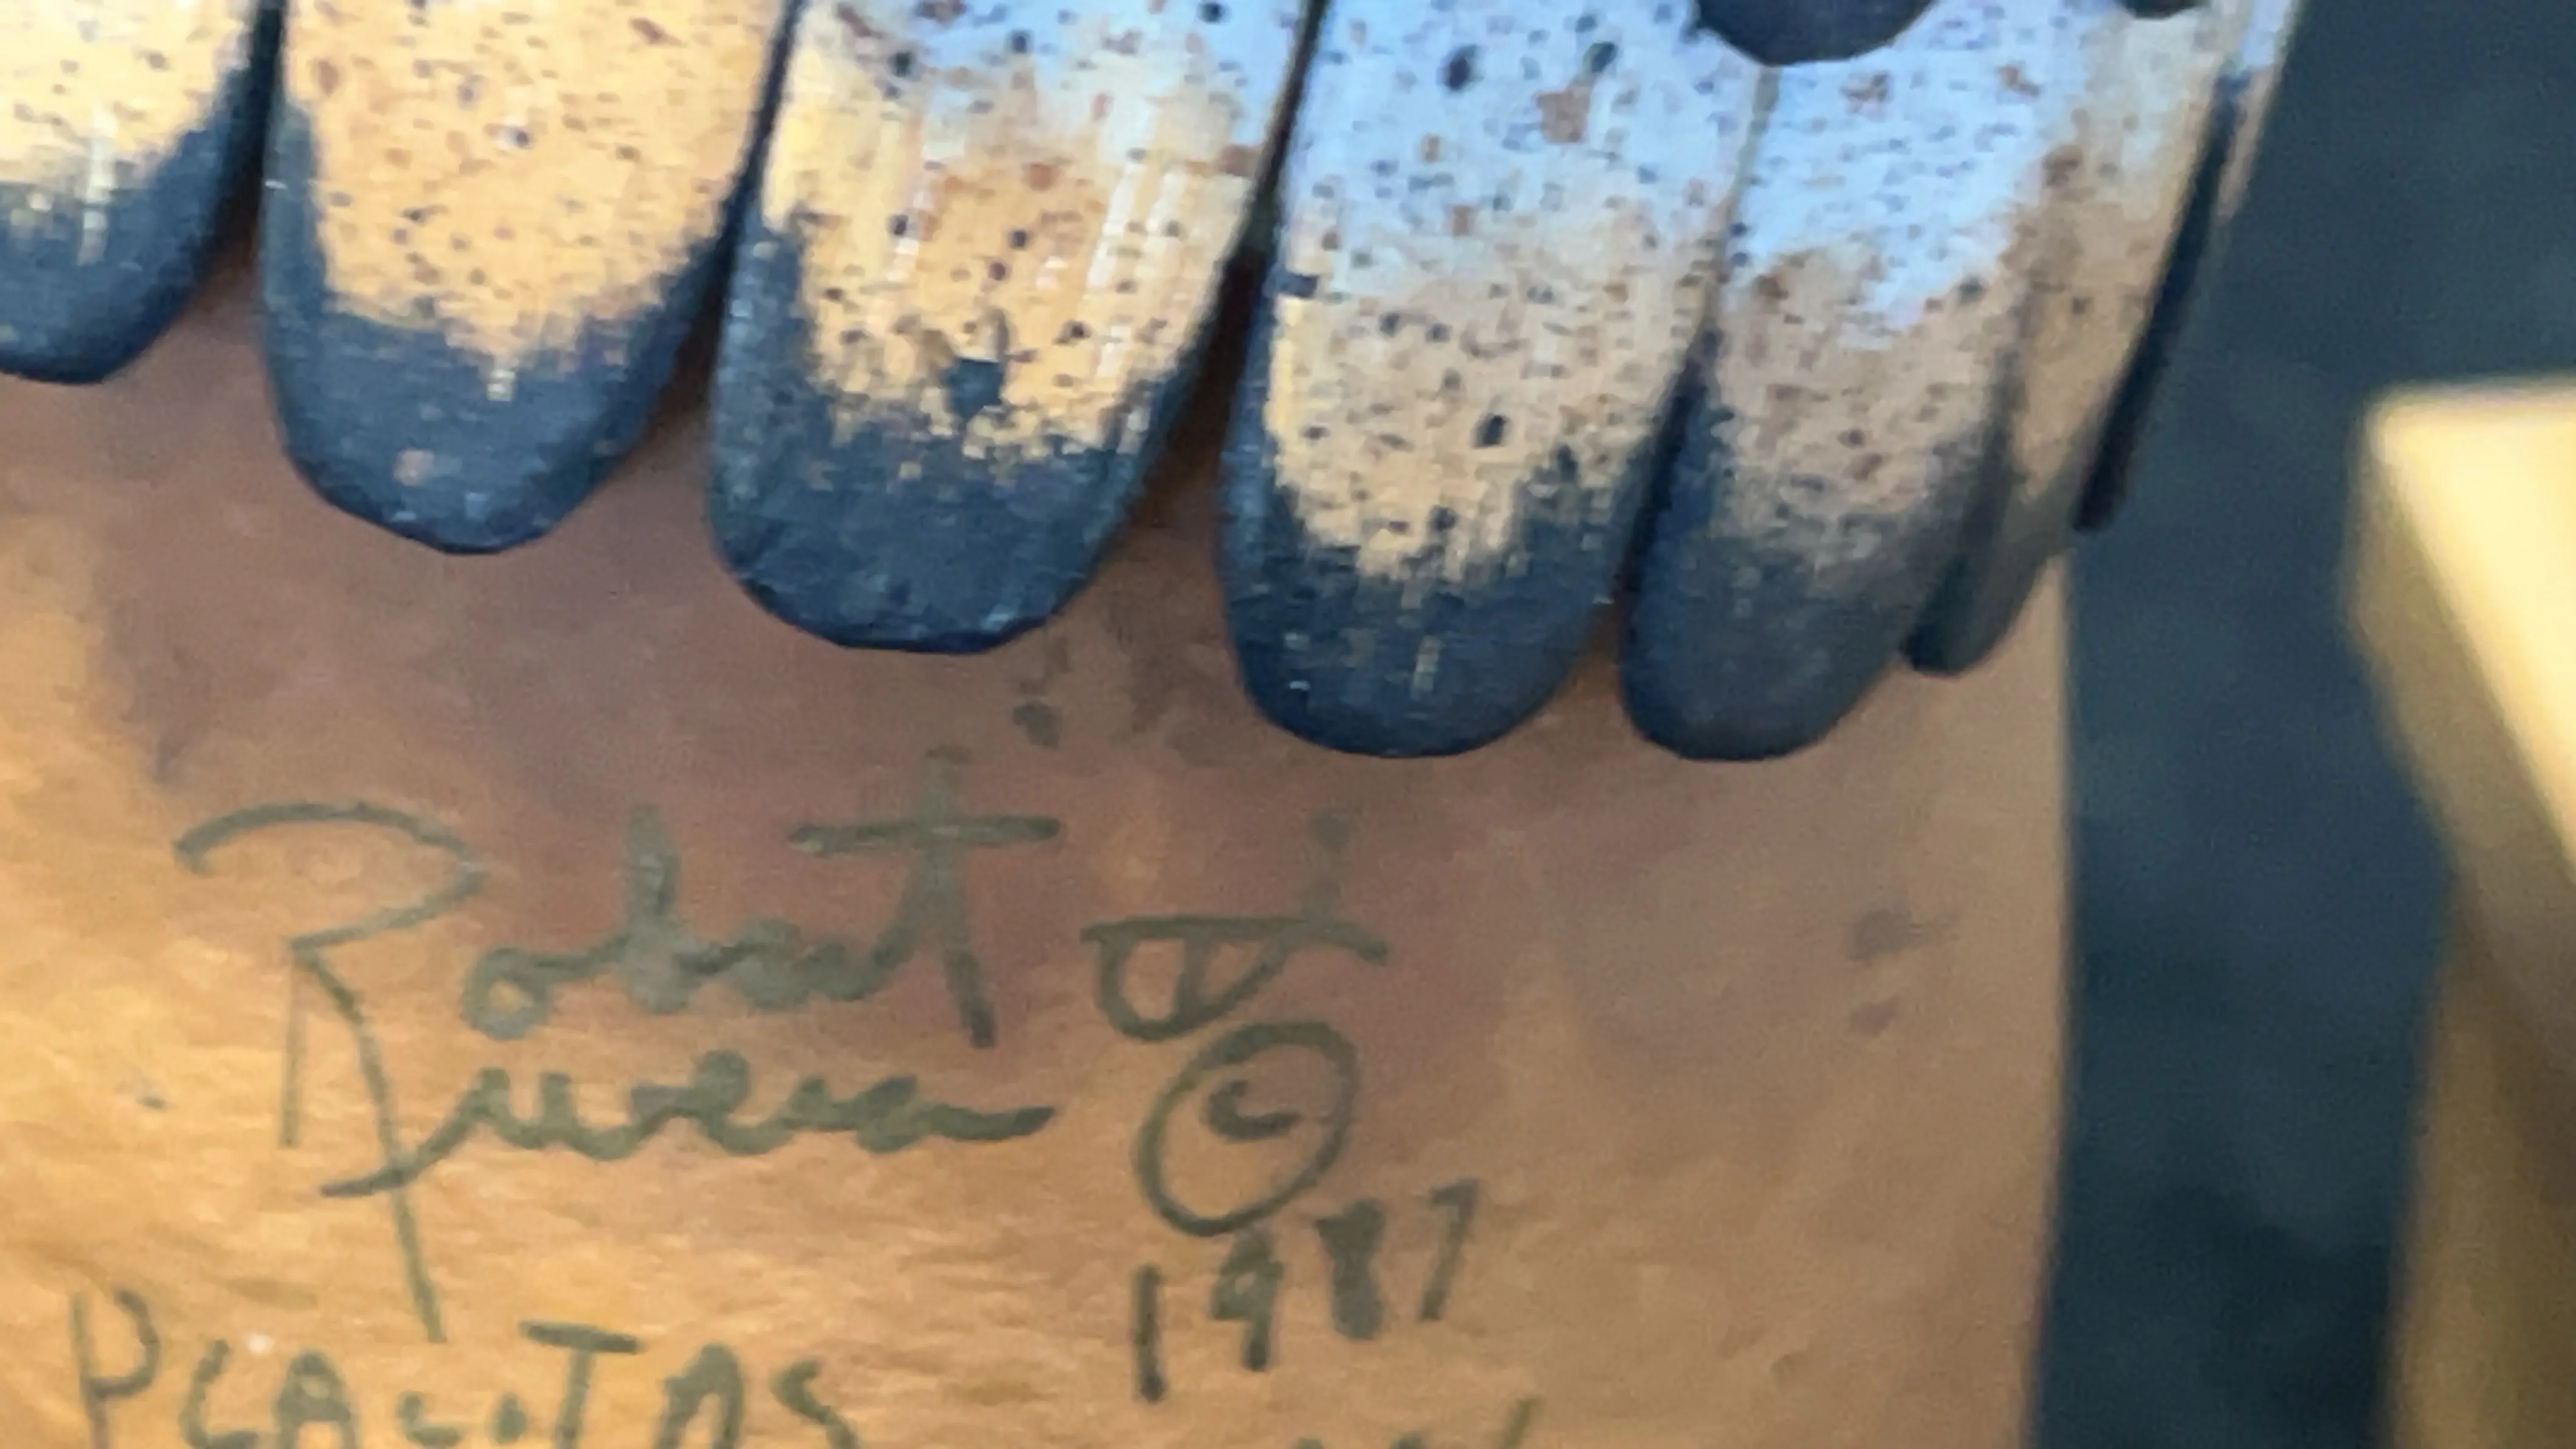 Robert
Rivera ©
1987
PLACITAS